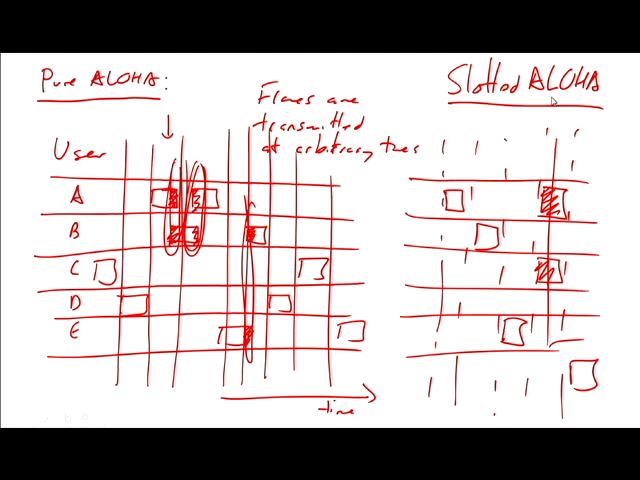 Pure ALOHA:
Slotted ALOHA
Frames are
transmitted
at arbitrary times
User
A
B
C
D
E
time